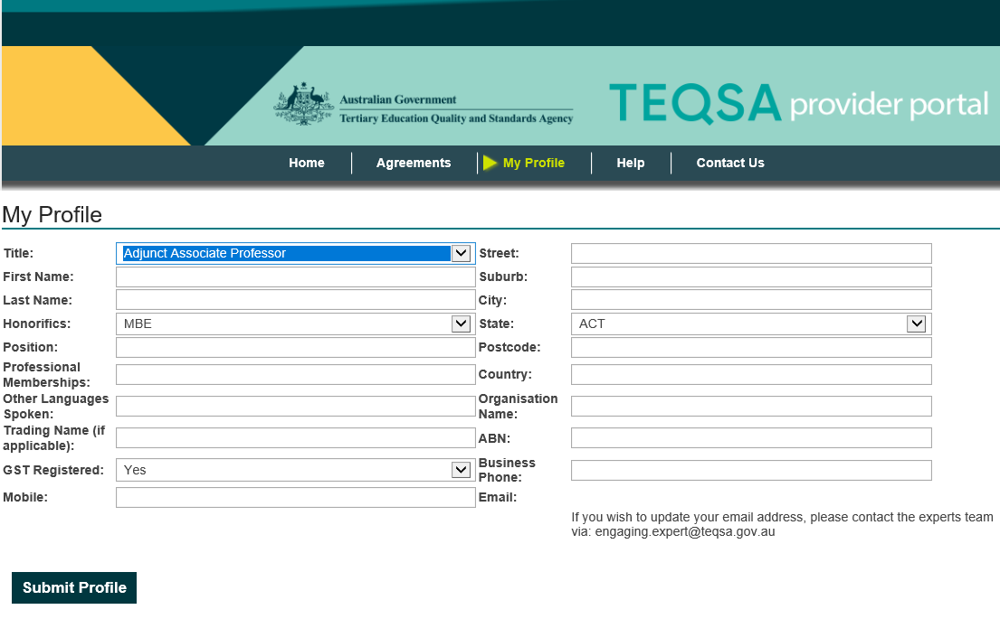 Australian Government
Tertiary Education Quality and Standards Agency
TEQSA provider portal
Home Agreements My Profile Help Contact Us
My Profile
Title: Adjunct Associate Professor Street:
First Name: Suburb:
Last Name: City:
Honorifics: MBE State: ACT
Position: Postcode:
Professional
Memberships: Country:
Other Languages
Spoken: Organisation
Name:
Trading Name (if
applicable): ABN:
GST Registered: Yes Business
Phone:
Mobile: Email:
If you wish to update your email address, please contact the experts team
via: engaging.expert@teqsa.gov.au
Submit Profile